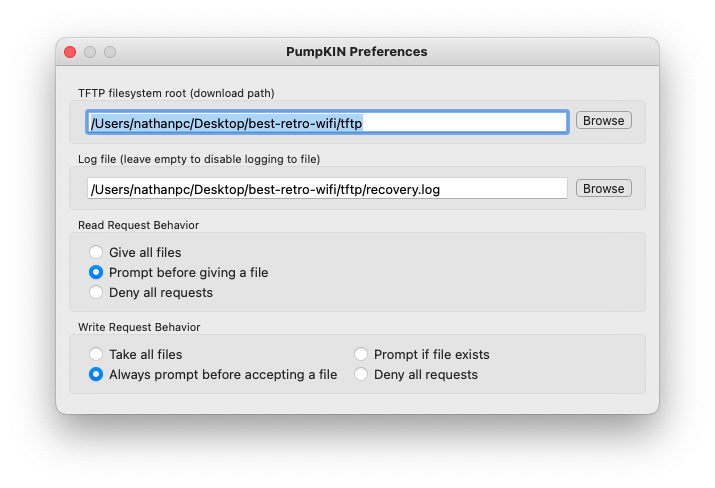 PumpKIN Preferences
TFTP filesystem root (download path)
/Users/nathanpc/Desktop/best-retro-wifi/tftp
Browse
Log file (leave empty to disable logging to file)
/Users/nathanpc/Desktop/best-retro-wifi/tftp/recovery.log
Browse
Read Request Behavior
Give all files
Prompt before giving a file
Deny all requests
Write Request Behavior
Take all files
Prompt if file exists
Always prompt before accepting a file
Deny all requests